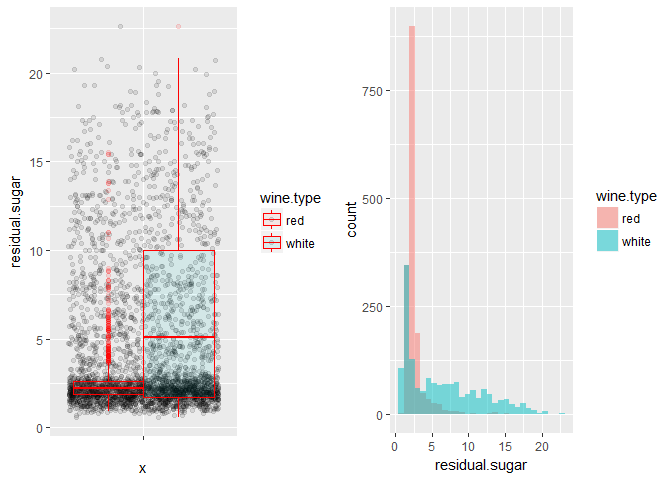 residual.sugar
20
15
10
5
0
x
wine.type
red
white
count
750
500
250
0
0
5
10
15
20
residual.sugar
wine.type
red
white